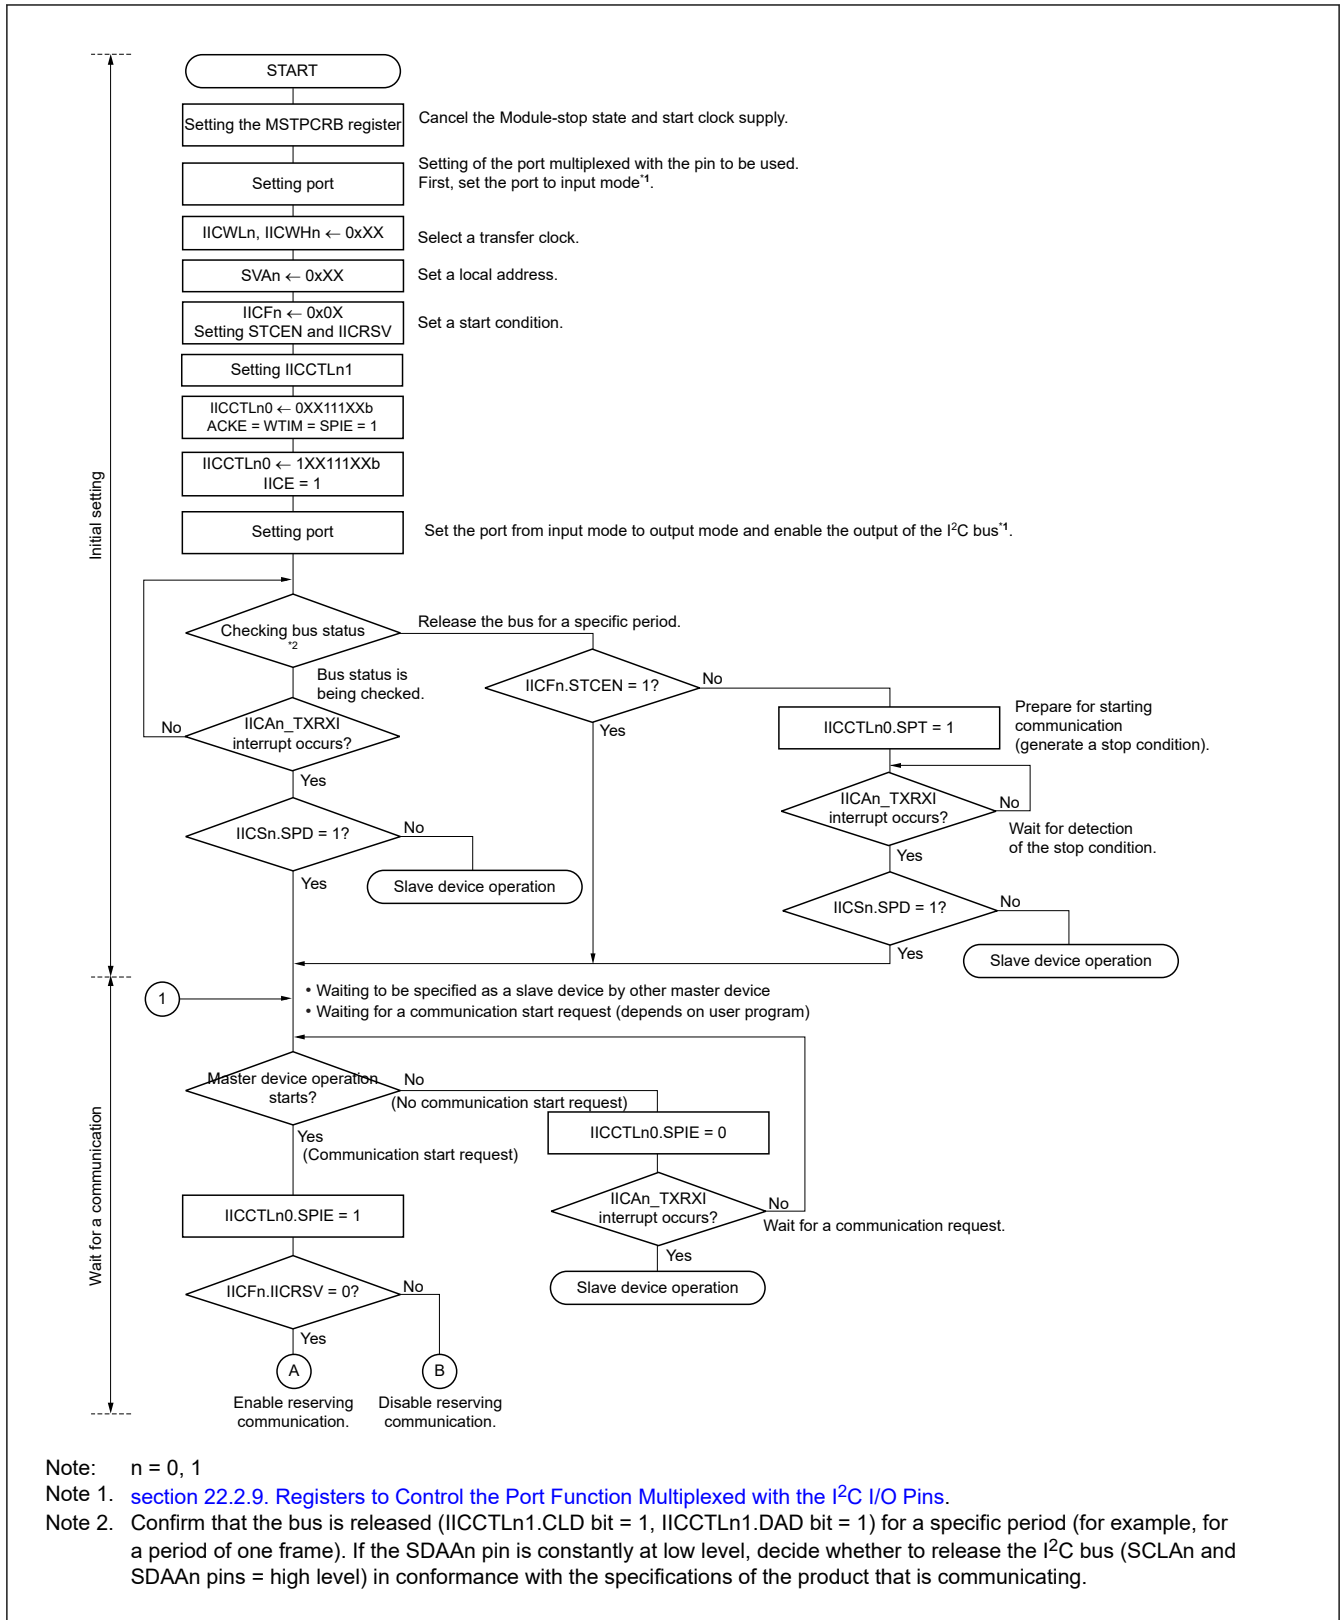 START
Setting the MSTPCRB register
Cancel the Module-stop state and start clock supply.
Setting port
Setting of the port multiplexed with the pin to be used.
First, set the port to input mode*1.
IICWLn, IICWHn ← 0xXX
Select a transfer clock.
SVAn ← 0xXX
Set a local address.
IICFn ← 0x0X
Setting STCEN and IICRSV
Set a start condition.
Setting IICCTLn1
IICCTLn0 ← 0XX111XXb
ACKE = WTIM = SPIE = 1
IICCTLn0 ← 1XX111XXb
IICE = 1
Setting port
Set the port from input mode to output mode and enable the output of the I2C bus*1.
Initial setting
Checking bus status
*2
Release the bus for a specific period.
Bus status is
being checked.
IICFn.STCEN = 1?
No
Yes
IICCTLn0.SPT = 1
Prepare for starting
communication
(generate a stop condition).
No
IICAn_TXRXI
interrupt occurs?
Yes
IICAn_TXRXI
interrupt occurs?
No
Wait for detection
of the stop condition.
Yes
IICSn.SPD = 1?
No
Slave device operation
Yes
IICSn.SPD = 1?
No
Slave device operation
Yes
1
• Waiting to be specified as a slave device by other master device
• Waiting for a communication start request (depends on user program)
Wait for a communication
Master device operation
starts?
No
(No communication start request)
Yes
(Communication start request)
IICCTLn0.SPIE = 0
IICAn_TXRXI
interrupt occurs?
No
Wait for a communication request.
Yes
Slave device operation
IICCTLn0.SPIE = 1
IICFn.IICRSV = 0?
No
Yes
A
B
Enable reserving
communication.
Disable reserving
communication.
Note: n = 0, 1
Note 1. section 22.2.9. Registers to Control the Port Function Multiplexed with the I2C I/O Pins.
Note 2. Confirm that the bus is released (IICCTLn1.CLD bit = 1, IICCTLn1.DAD bit = 1) for a specific period (for example, for
a period of one frame). If the SDAAn pin is constantly at low level, decide whether to release the I2C bus (SCLAn and
SDAAn pins = high level) in conformance with the specifications of the product that is communicating.